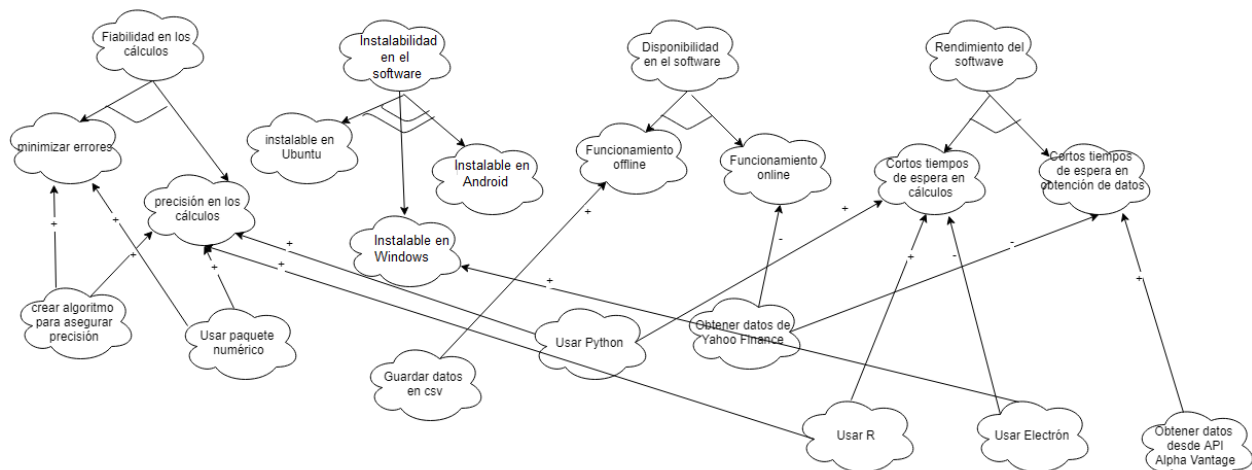 Fiabilidad en los
cálculos
Instalabilidad
en el
software
Disponibilidad
en el software
Rendimiento del
softwave
minimizar errores
instalable en
Ubuntu
Instalable en
Android
Funcionamiento
offline
Funcionamiento
online
Cortos tiempos
de espera en
cálculos
Cortos tiempos
de espera en
obtención de datos
precisión en los
cálculos
Instalable en
Windows
+
+
+
+
+
+
+
+
+
-
-
+
-
+
+
crear algoritmo
para asegurar
precisión
Usar paquete
numérico
Usar Python
Obtener datos de
Yahoo Finance
Guardar datos
en csv
Usar R
Usar Electrón
Obtener datos
desde API
Alpha Vantage